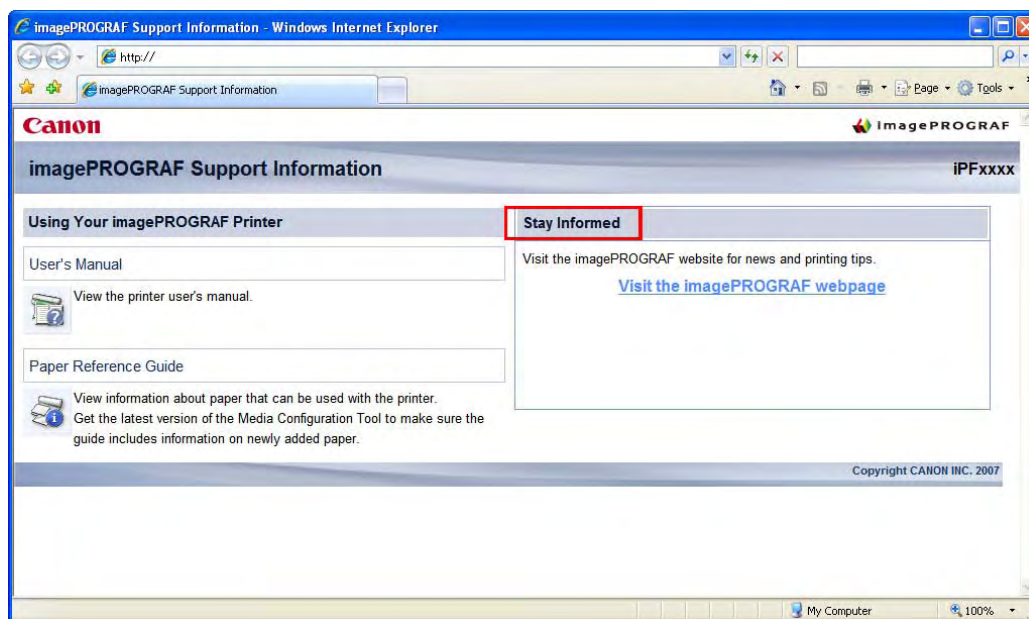 imagePROGRAF Support Information - Windows Internet Explorer
http://
imagePROGRAF Support Information
Page
Tools
Canon
imagePROGRAF
imagePROGRAF Support Information
iPFxxxx
Using Your imagePROGRAF Printer
User's Manual
View the printer user's manual.
Paper Reference Guide
View information about paper that can be used with the printer.
Get the latest version of the Media Configuration Tool to make sure the
guide includes information on newly added paper.
Stay Informed
Visit the imagePROGRAF website for news and printing tips.
Visit the imagePROGRAF webpage
Copyright CANON INC. 2007
My Computer
100%